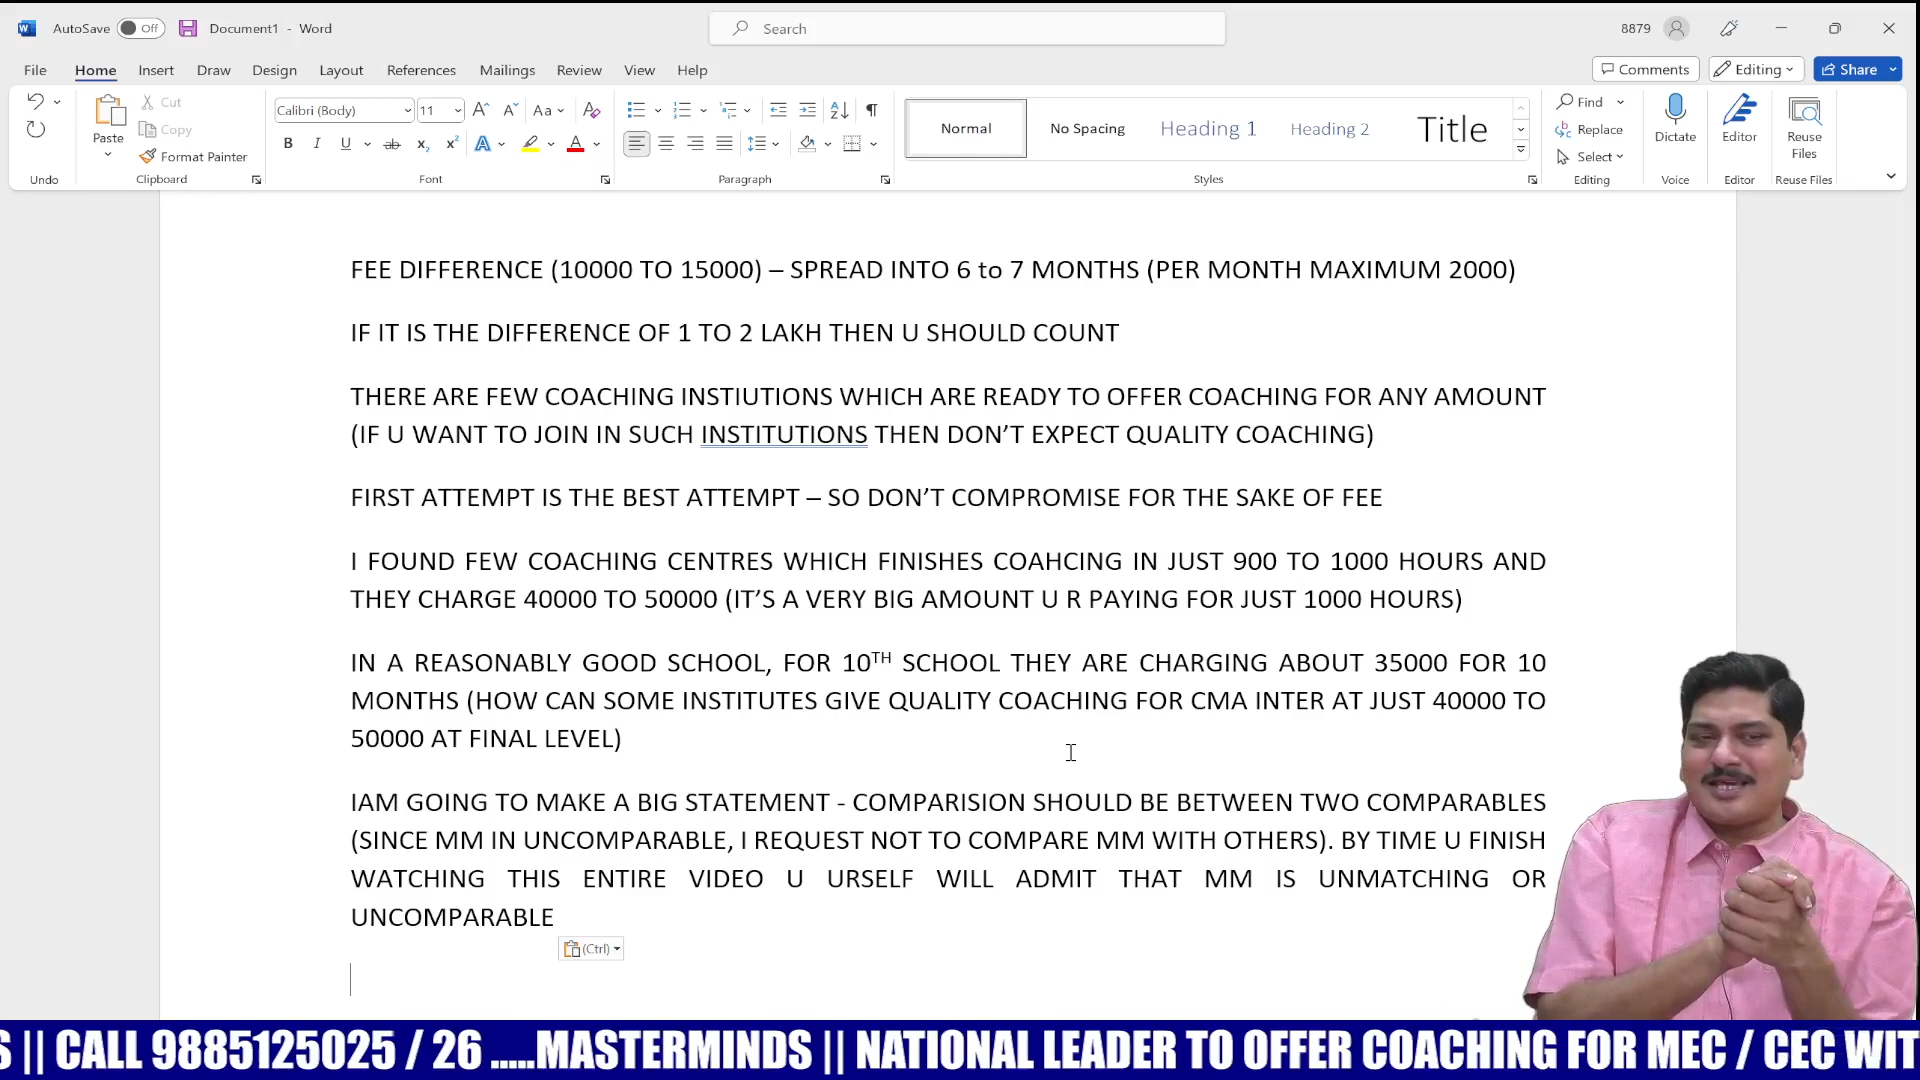 AutoSave Off Document1 - Word Search 8879
File Home Insert Draw Design Layout References Mailings Review View Help Comments Editing Share
Paste Cut Copy Format Painter
Calibri (Body) 11 Aa
Normal No Spacing Heading 1 Heading 2 Title
Find Replace Select Dictate Editor Reuse Files
Undo Clipboard Font Paragraph Styles Editing Voice Editor Reuse Files
FEE DIFFERENCE (10000 TO 15000) – SPREAD INTO 6 to 7 MONTHS (PER MONTH MAXIMUM 2000)
IF IT IS THE DIFFERENCE OF 1 TO 2 LAKH THEN U SHOULD COUNT
THERE ARE FEW COACHING INSTIUTIONS WHICH ARE READY TO OFFER COACHING FOR ANY AMOUNT
(IF U WANT TO JOIN IN SUCH INSTITUTIONS THEN DON’T EXPECT QUALITY COACHING)
FIRST ATTEMPT IS THE BEST ATTEMPT – SO DON’T COMPROMISE FOR THE SAKE OF FEE
I FOUND FEW COACHING CENTRES WHICH FINISHES COAHCING IN JUST 900 TO 1000 HOURS AND
THEY CHARGE 40000 TO 50000 (IT’S A VERY BIG AMOUNT U R PAYING FOR JUST 1000 HOURS)
IN A REASONABLY GOOD SCHOOL, FOR 10TH SCHOOL THEY ARE CHARGING ABOUT 35000 FOR 10
MONTHS (HOW CAN SOME INSTITUTES GIVE QUALITY COACHING FOR CMA INTER AT JUST 40000 TO
50000 AT FINAL LEVEL)
IAM GOING TO MAKE A BIG STATEMENT - COMPARISION SHOULD BE BETWEEN TWO COMPARABLES
(SINCE MM IN UNCOMPARABLE, I REQUEST NOT TO COMPARE MM WITH OTHERS). BY TIME U FINISH
WATCHING THIS ENTIRE VIDEO U URSELF WILL ADMIT THAT MM IS UNMATCHING OR
UNCOMPARABLE
(Ctrl)
S || CALL 9885125025 / 26 .....MASTERMINDS || NATIONAL LEADER TO OFFER COACHING FOR MEC / CEC WIT